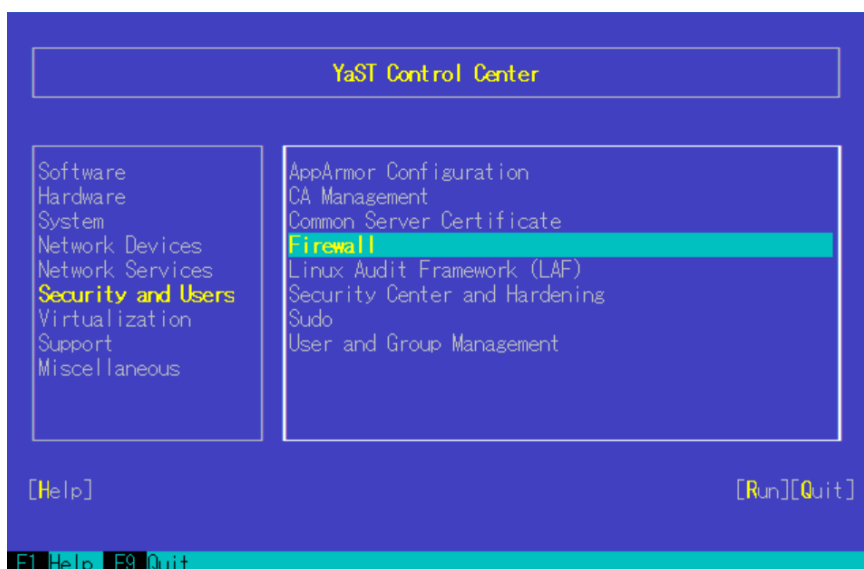 YaST Control Center
Software
Hardware
System
Network Devices
Network Services
Security and Users
Virtualization
Support
Miscellaneous
AppArmor Configuration
CA Management
Common Server Certificate
Firewall
Linux Audit Framework (LAF)
Security Center and Hardening
Sudo
User and Group Management
[Help]
[Run][Quit]
F1 Help F9 Quit